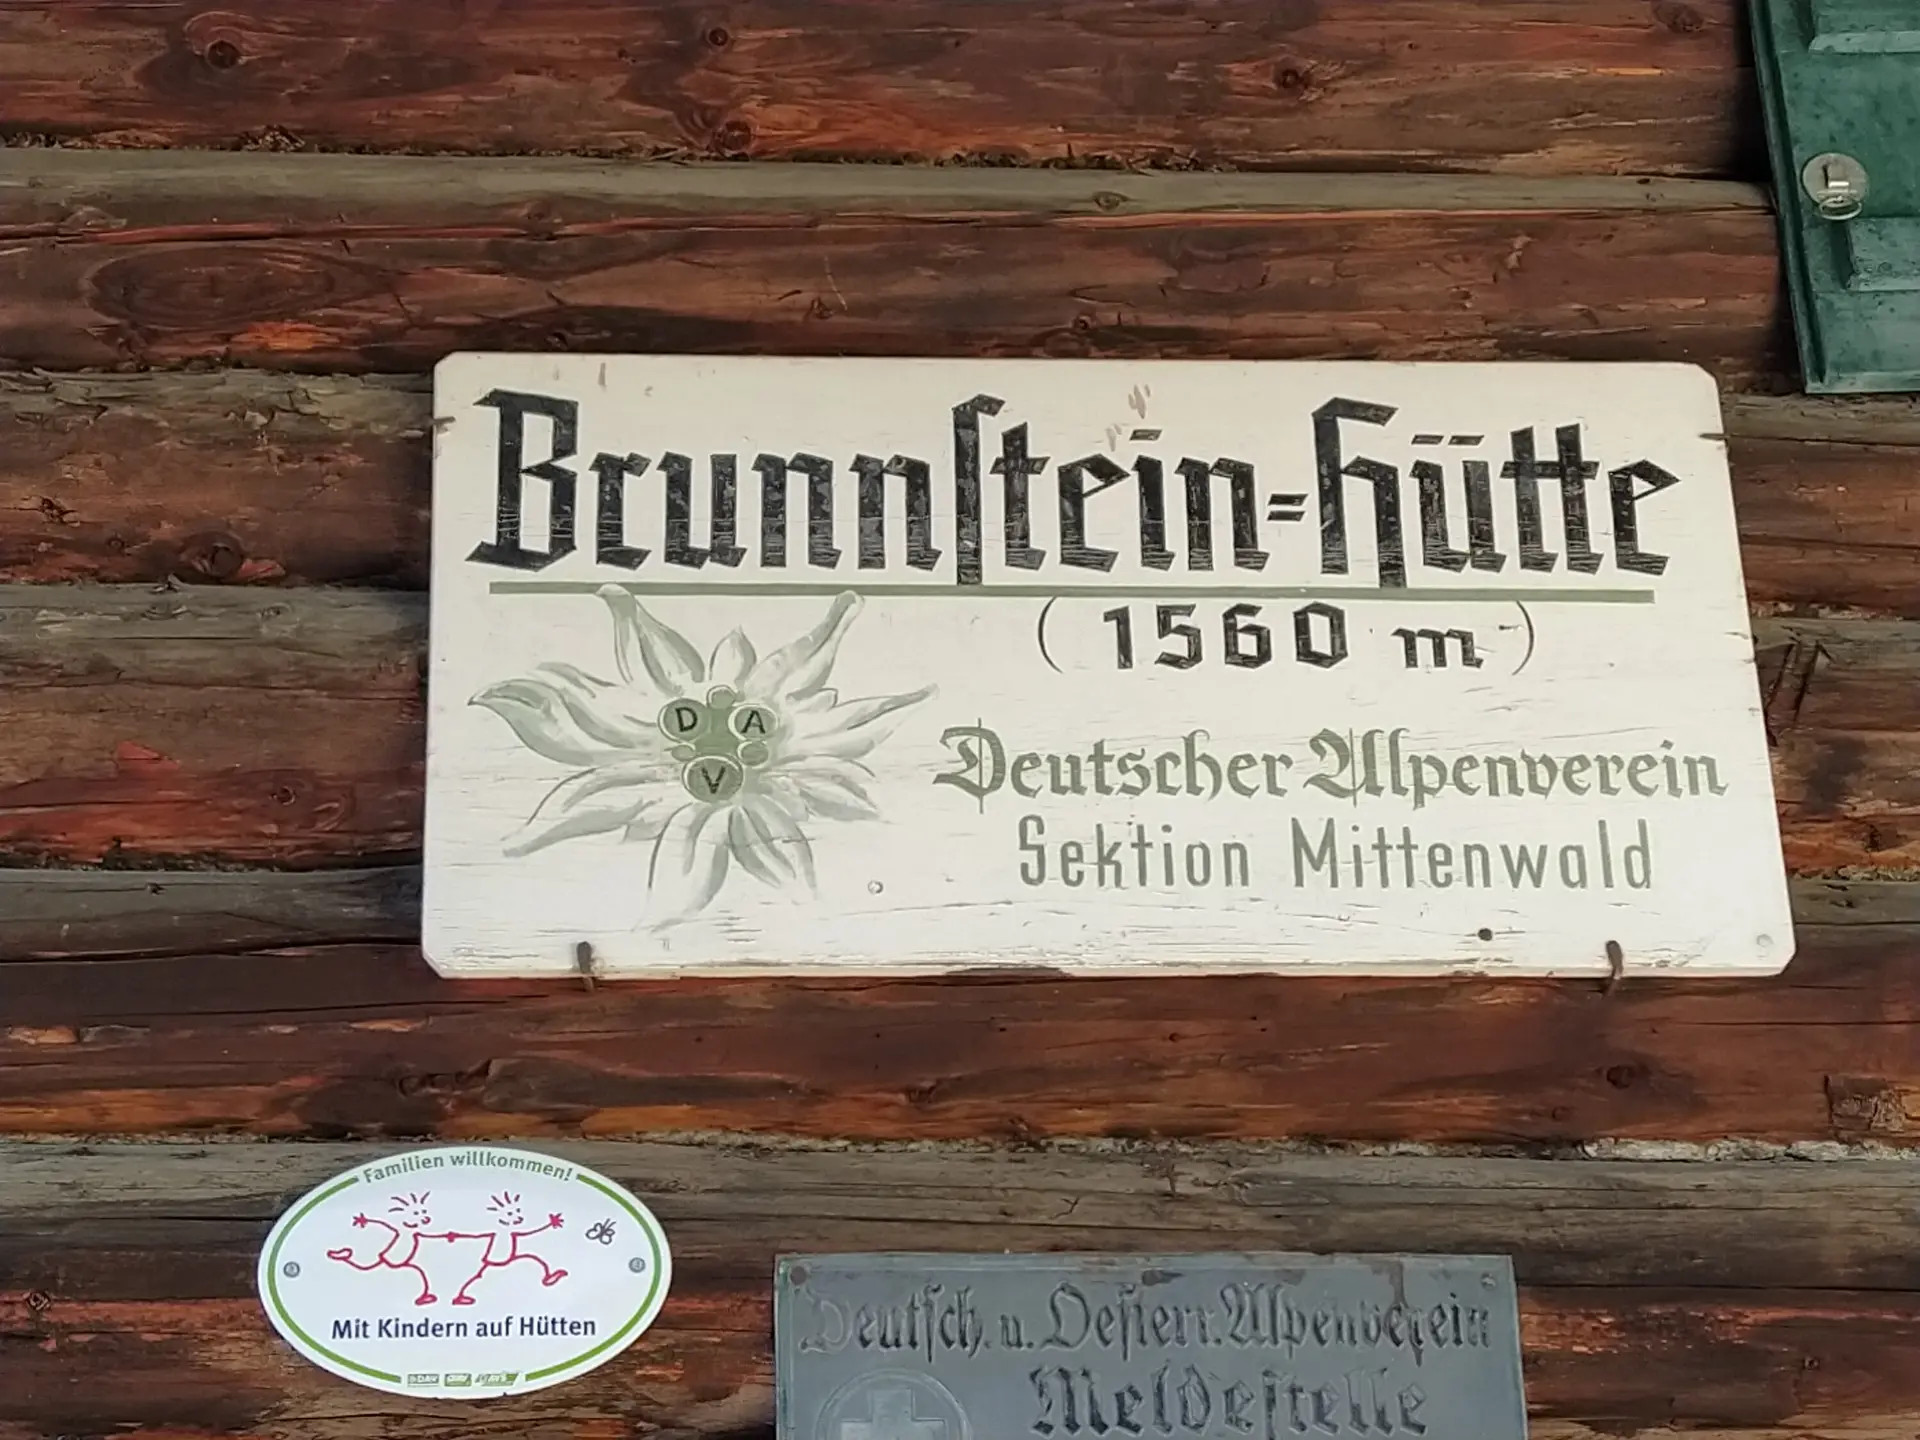 Brunnſtein=Hütte
(1560 m)
D A
V
Deutscher Alpenverein
Sektion Mittenwald
Familien willkommen!
Mit Kindern auf Hütten
Deutſch. u. Oeſterr. Alpenverein
Meldeſtelle